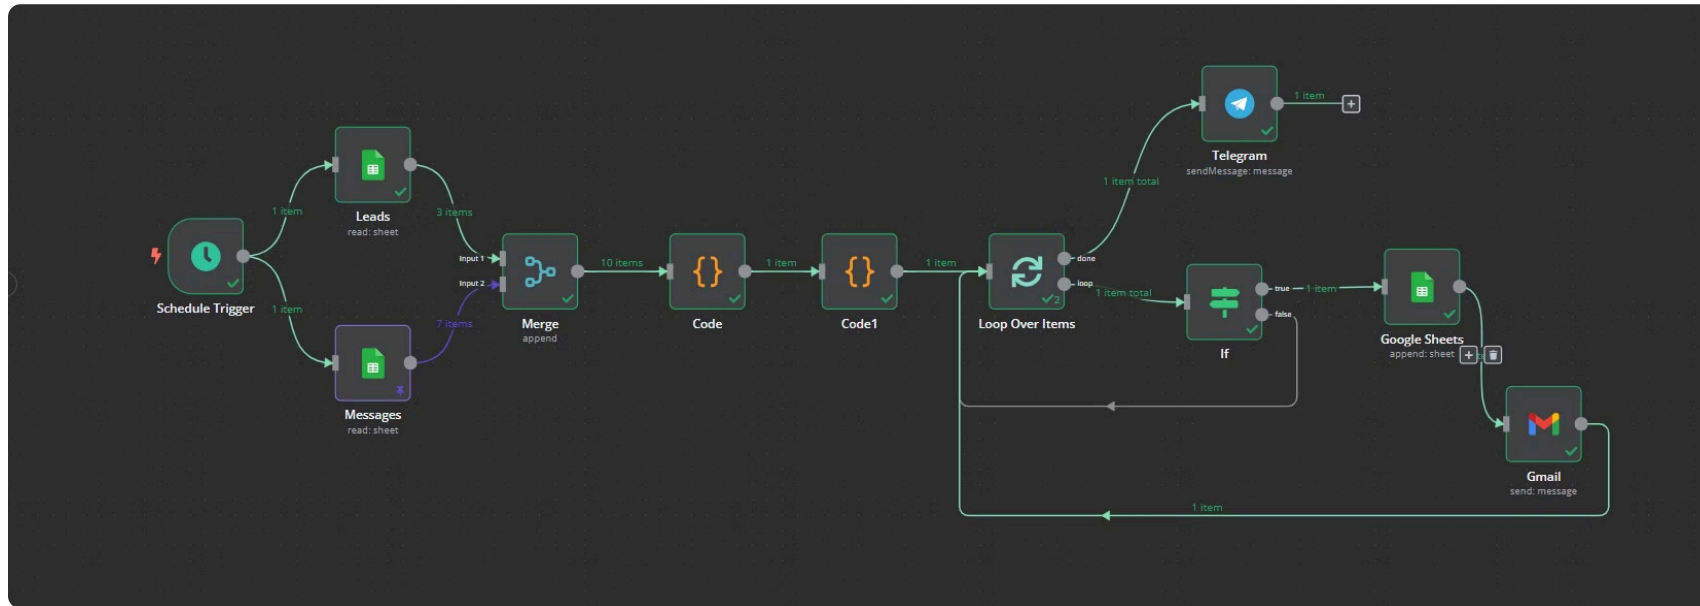 1 item
Telegram
sendMessage: message
1 item total
1 item
Leads
read: sheet
3 items
Schedule Trigger
1 item
Messages
read: sheet
7 items
Input 1
Input 2
Merge
append
10 items
Code
1 item
Code1
1 item
Loop Over Items
2
done
loop
1 item total
If
true
false
1 item
Google Sheets
append: sheet
Gmail
send: message
1 item